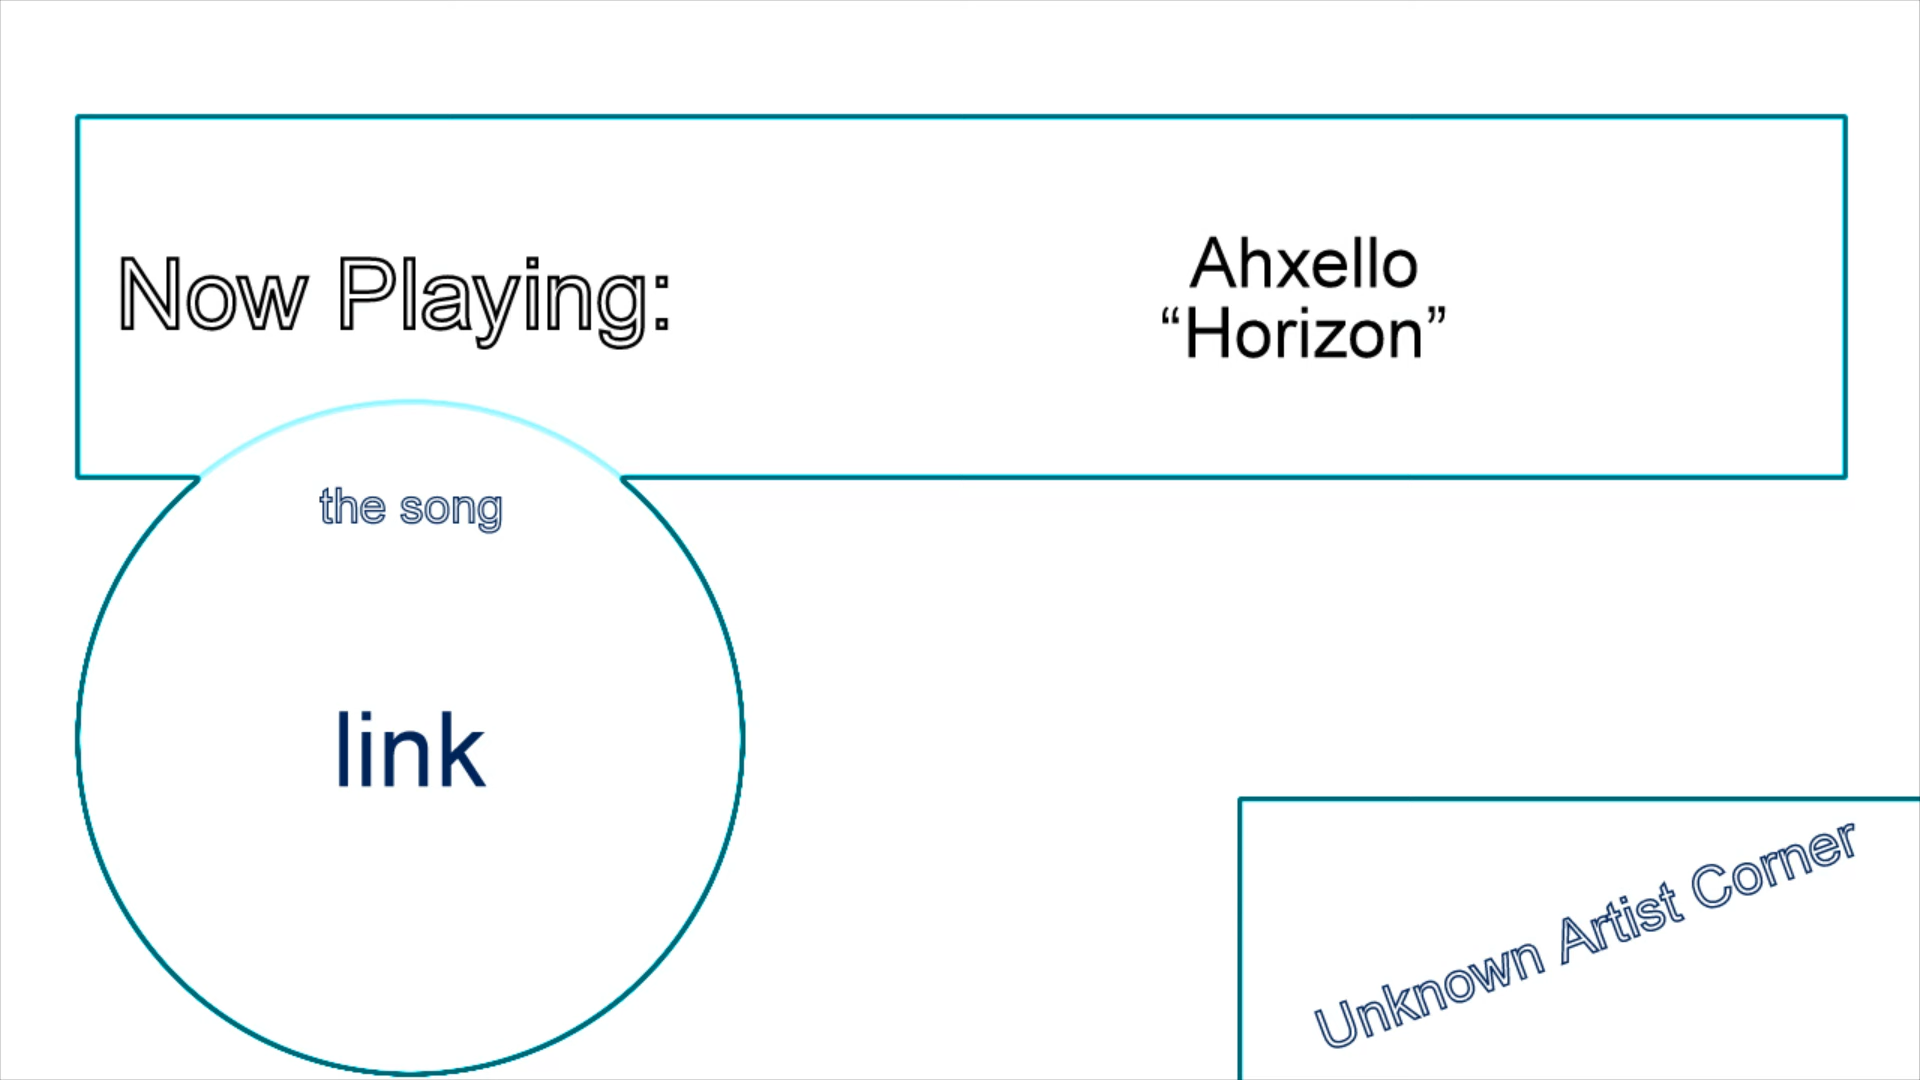 Now Playing:
Ahxello
“Horizon”
the song
link
Unknown Artist Corner